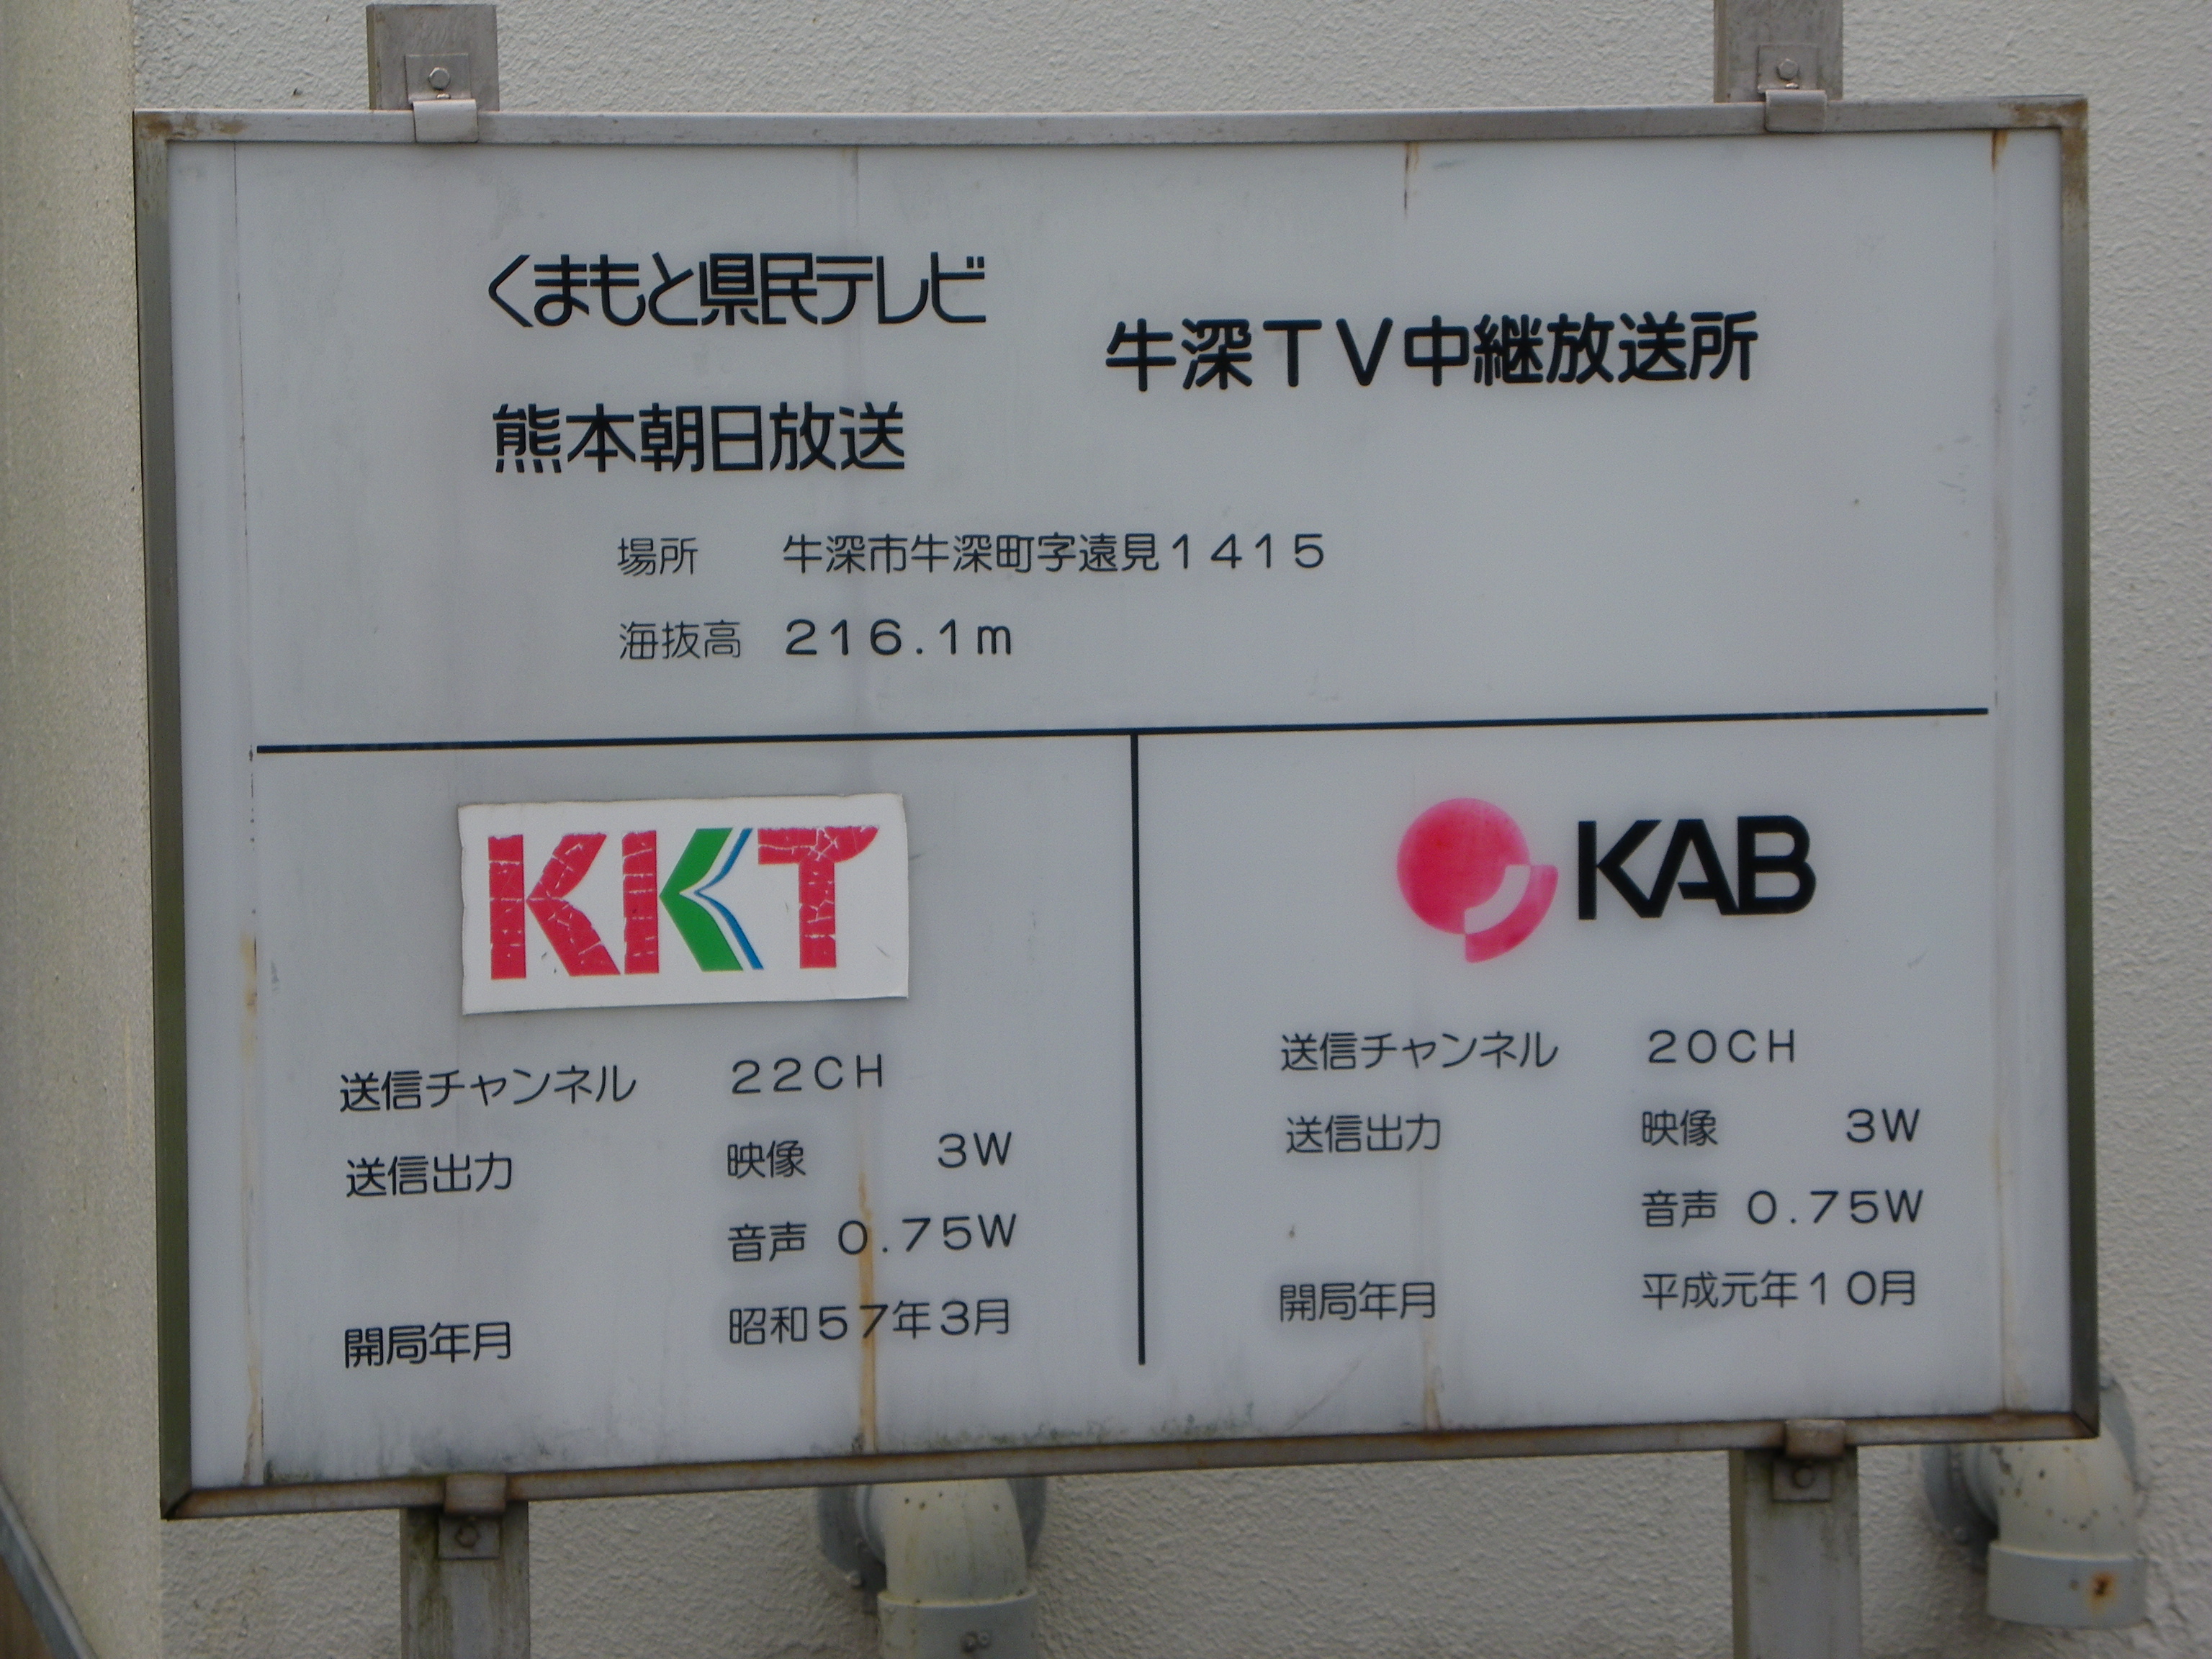 くまもと県民テレビ
牛深TV中継放送所
熊本朝日放送
場所 牛深市牛深町字遠見1415
海抜高 216.1m
KKT
送信チャンネル 22CH
送信出力 映像 3W
音声 0.75W
開局年月 昭和57年3月
KAB
送信チャンネル 20CH
送信出力 映像 3W
音声 0.75W
開局年月 平成元年10月